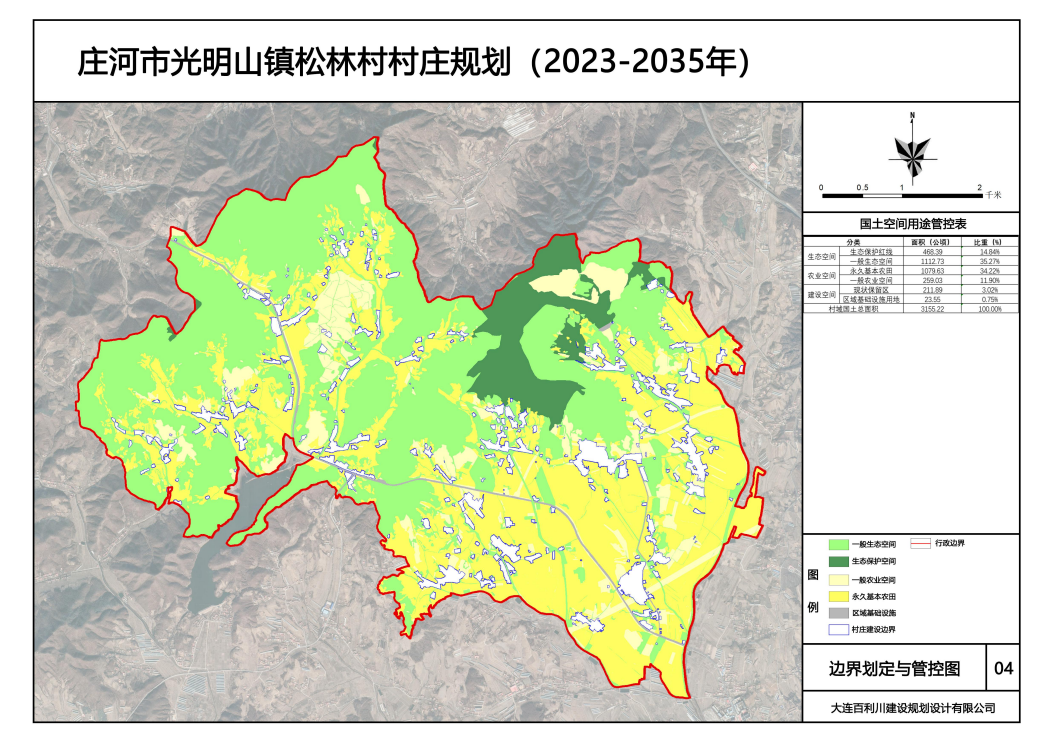 庄河市光明山镇松林村村庄规划（2023-2035年）
N
0 0.5 1 2 千米
国土空间用途管控表
分类 面积（公顷） 比重（%）
生态空间 生态保护红线 468.39 14.84%
一般生态空间 1112.73 35.27%
农业空间 永久基本农田 1079.63 34.22%
一般农业空间 259.03 11.90%
建设空间 现状保留区 211.89 3.02%
区域基础设施用地 23.55 0.75%
村域国土总面积 3155.22 100.00%
图例
一般生态空间 行政边界
生态保护空间
一般农业空间
永久基本农田
区域基础设施
村庄建设边界
边界划定与管控图 04
大连百利川建设规划设计有限公司